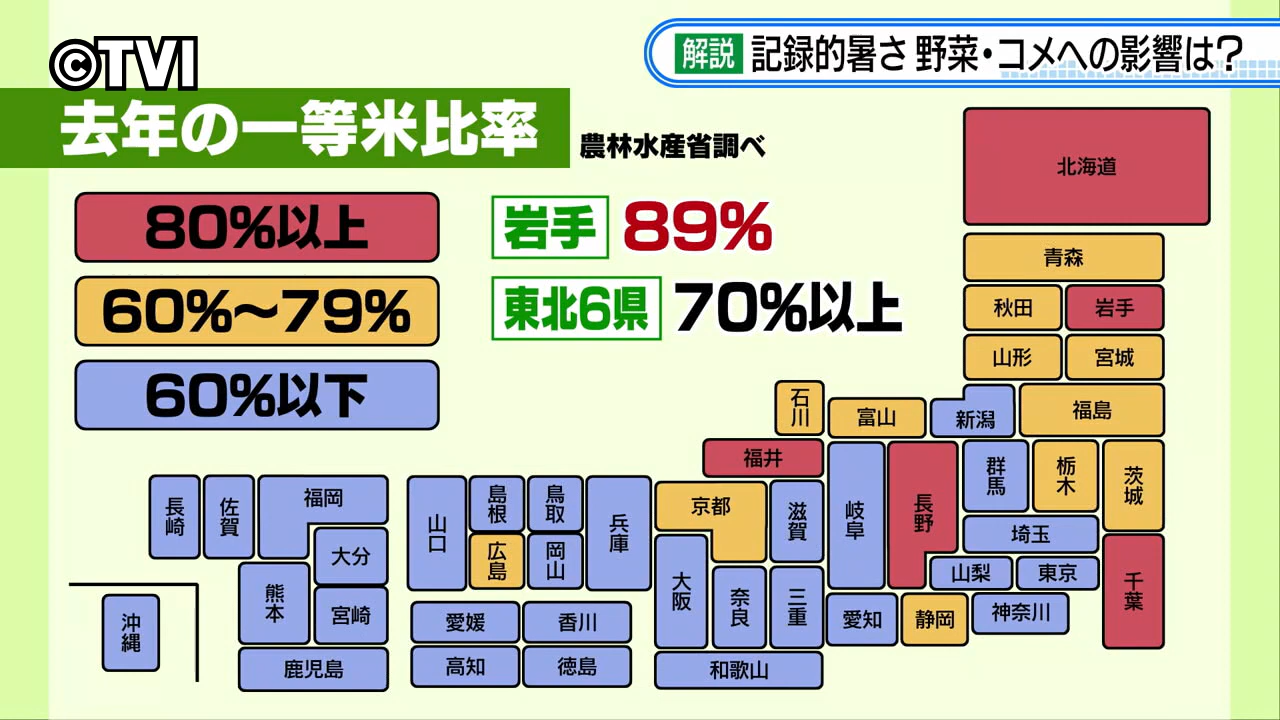 ©TVI
解説 記録的暑さ 野菜・コメへの影響は?
去年の一等米比率
農林水産省調べ
80%以上
60%～79%
60%以下
岩手 89%
東北6県 70%以上
北海道
青森
秋田
岩手
山形
宮城
石川
富山
新潟
福島
福井
長野
群馬
栃木
茨城
長崎
佐賀
福岡
山口
島根
鳥取
兵庫
京都
滋賀
岐阜
埼玉
大分
広島
岡山
大阪
奈良
三重
山梨
東京
千葉
熊本
宮崎
沖縄
愛媛
香川
愛知
静岡
神奈川
鹿児島
高知
徳島
和歌山